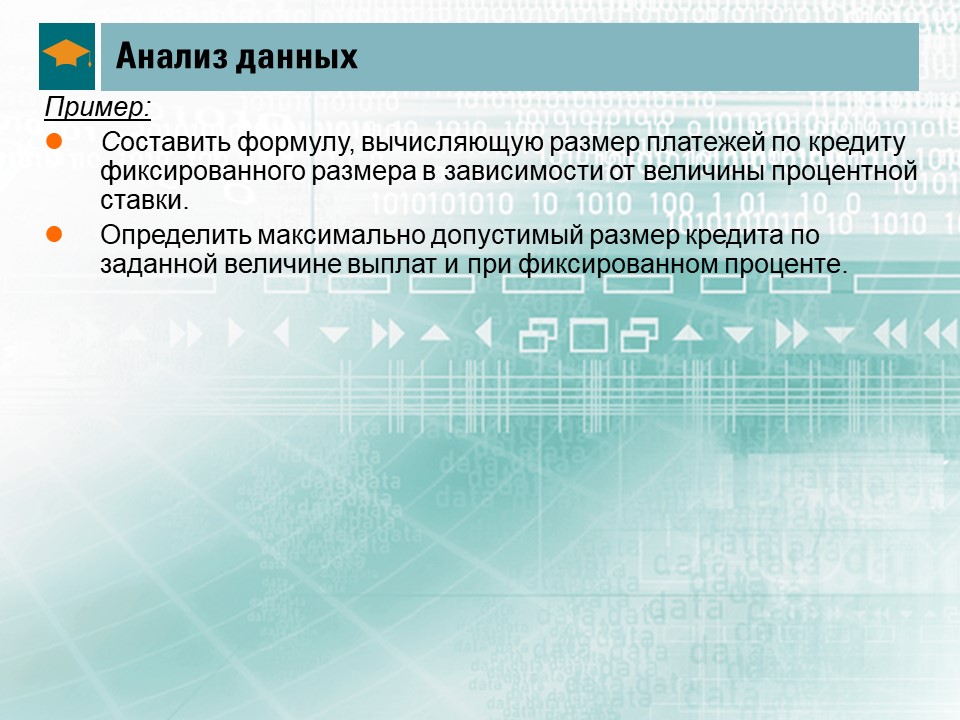 Анализ данных
Пример:
Составить формулу, вычисляющую размер платежей по кредиту
фиксированного размера в зависимости от величины процентной
ставки.
Определить максимально допустимый размер кредита по
заданной величине выплат и при фиксированном проценте.